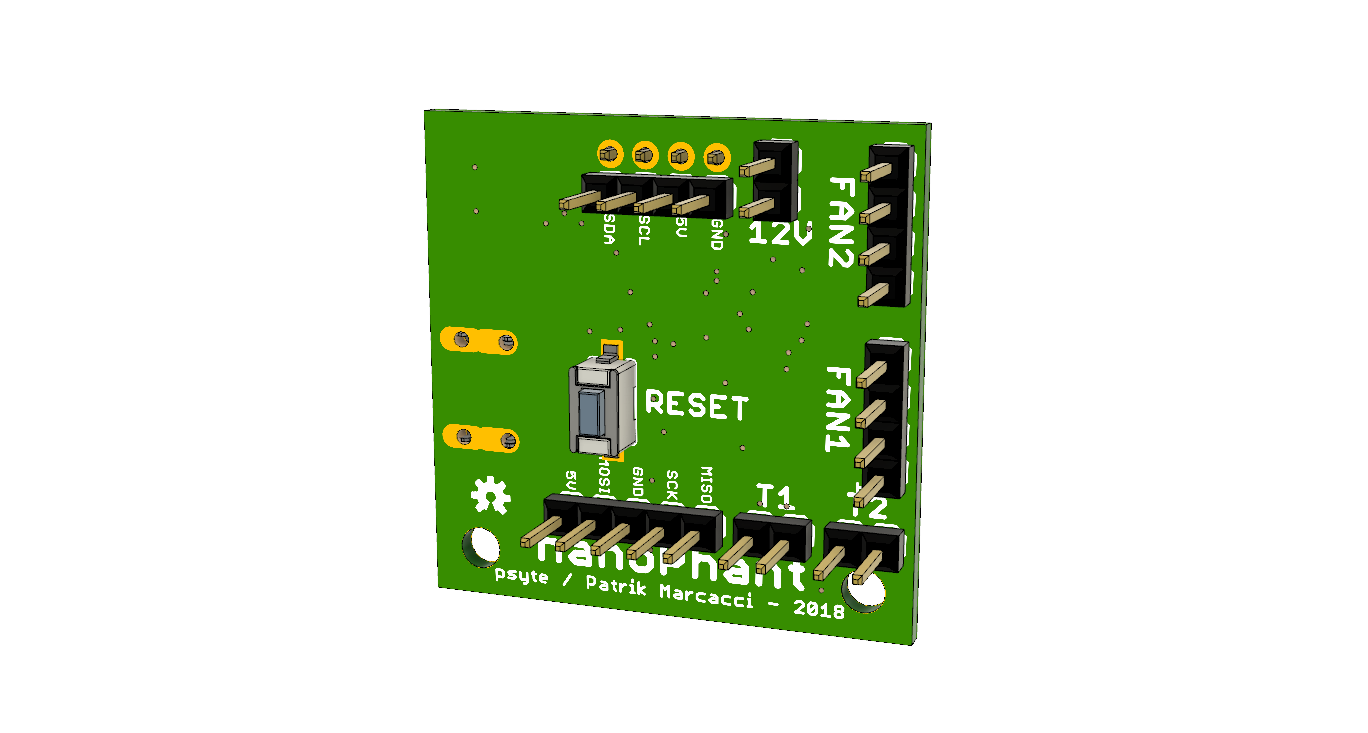 SDA
SCL
5V
GND
12V
FAN2
FAN1
RESET
5V
MOSI
GND
SCK
MISO
T1
T2
nanoPhant
psyte / Patrik Marcacci - 2018